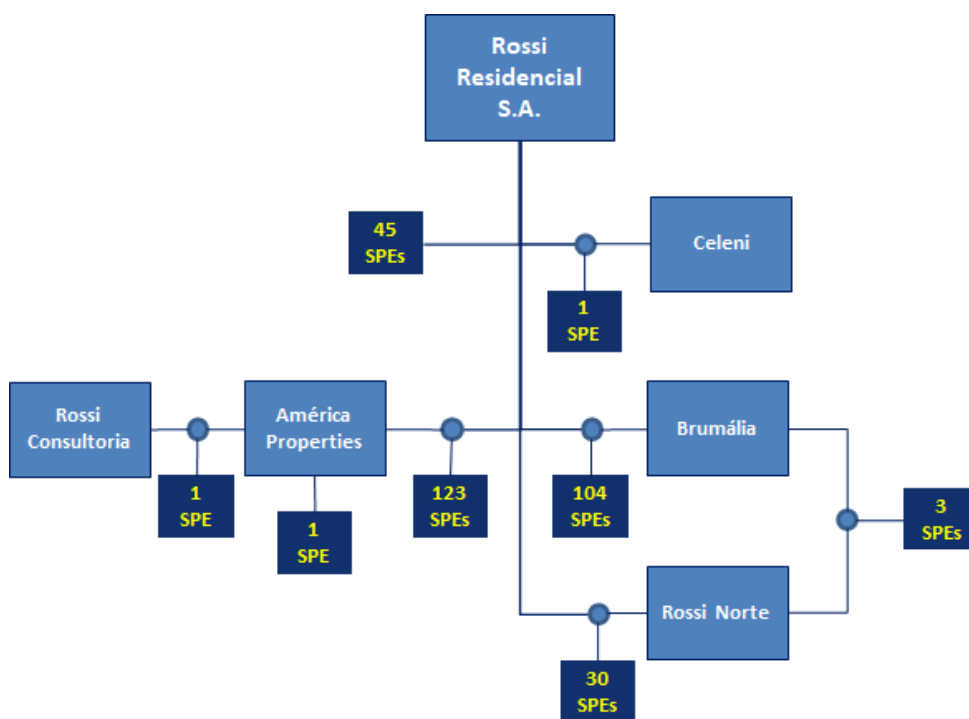 Rossi
Residencial
S.A.
45
SPEs
Celeni
1
SPE
Rossi
Consultoria
América
Properties
Brumália
1
SPE
1
SPE
123
SPEs
104
SPEs
3
SPEs
Rossi Norte
30
SPEs